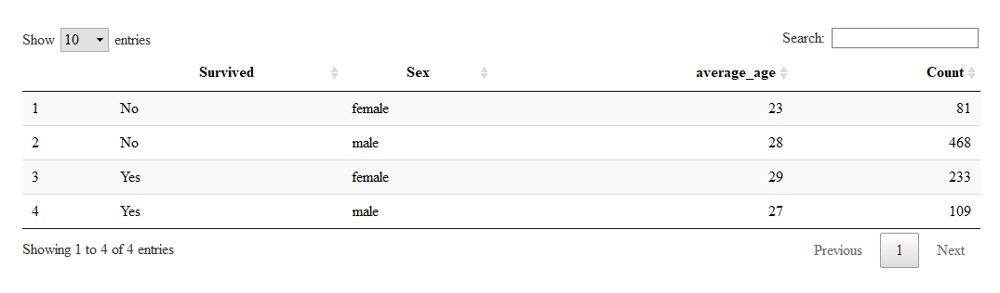 Show 10 entries Search:
Survived Sex average_age Count
1 No female 23 81
2 No male 28 468
3 Yes female 29 233
4 Yes male 27 109
Showing 1 to 4 of 4 entries Previous 1 Next